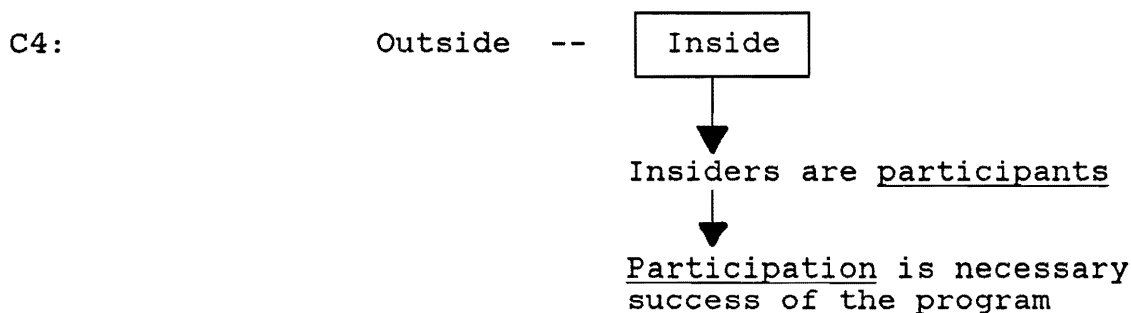 C4: Outside -- Inside
Insiders are participants
Participation is necessary
success of the program